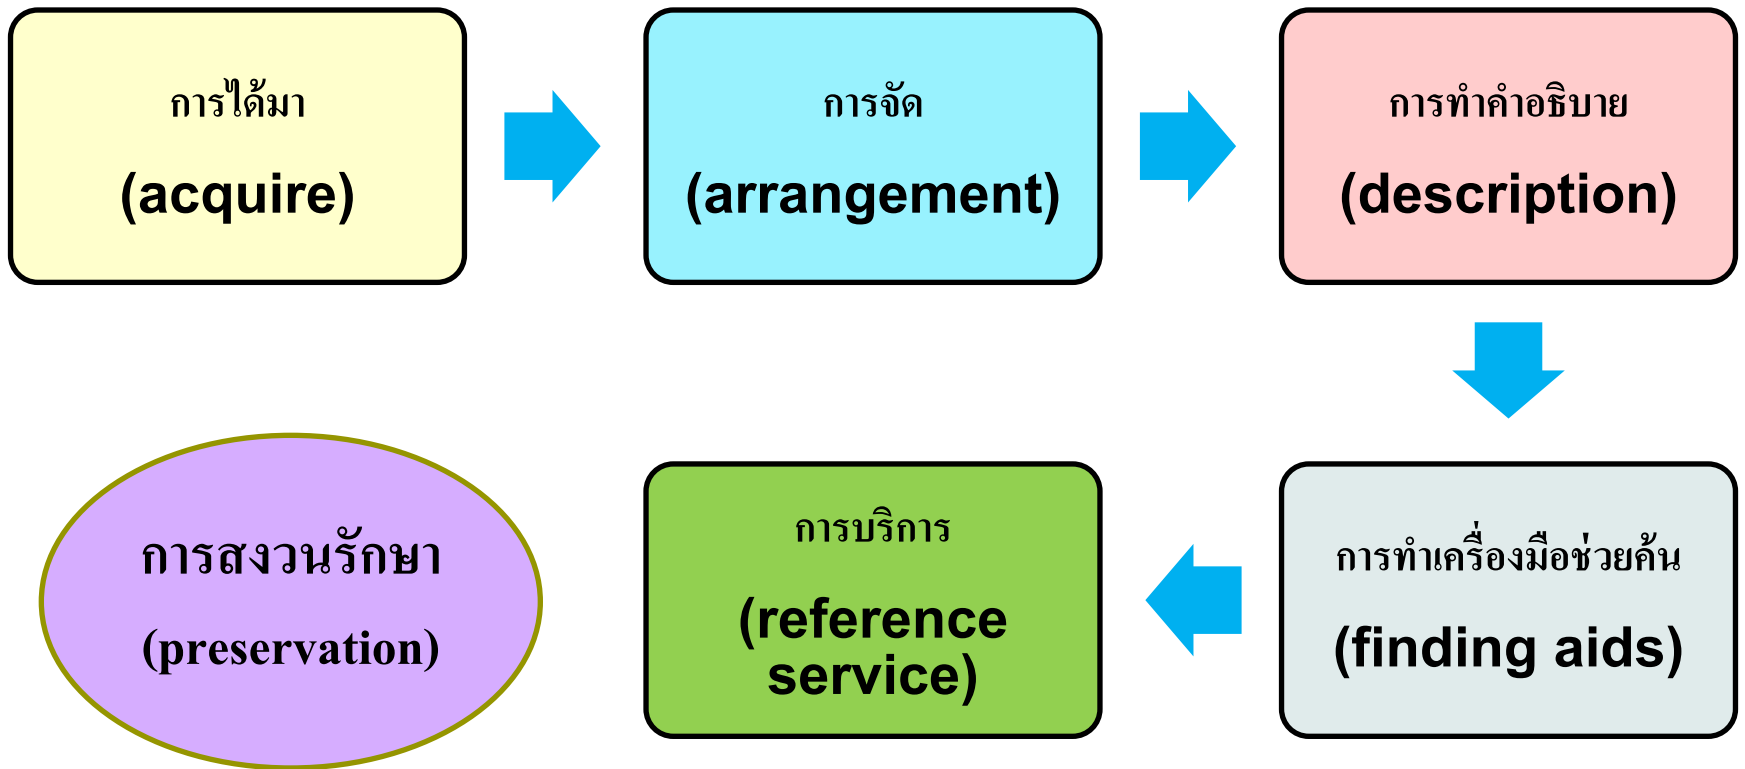 การได้มา
(acquire)
การจัด
(arrangement)
การทำคำอธิบาย
(description)
การทำเครื่องมือช่วยค้น
(finding aids)
การบริการ
(reference
service)
การสงวนรักษา
(preservation)